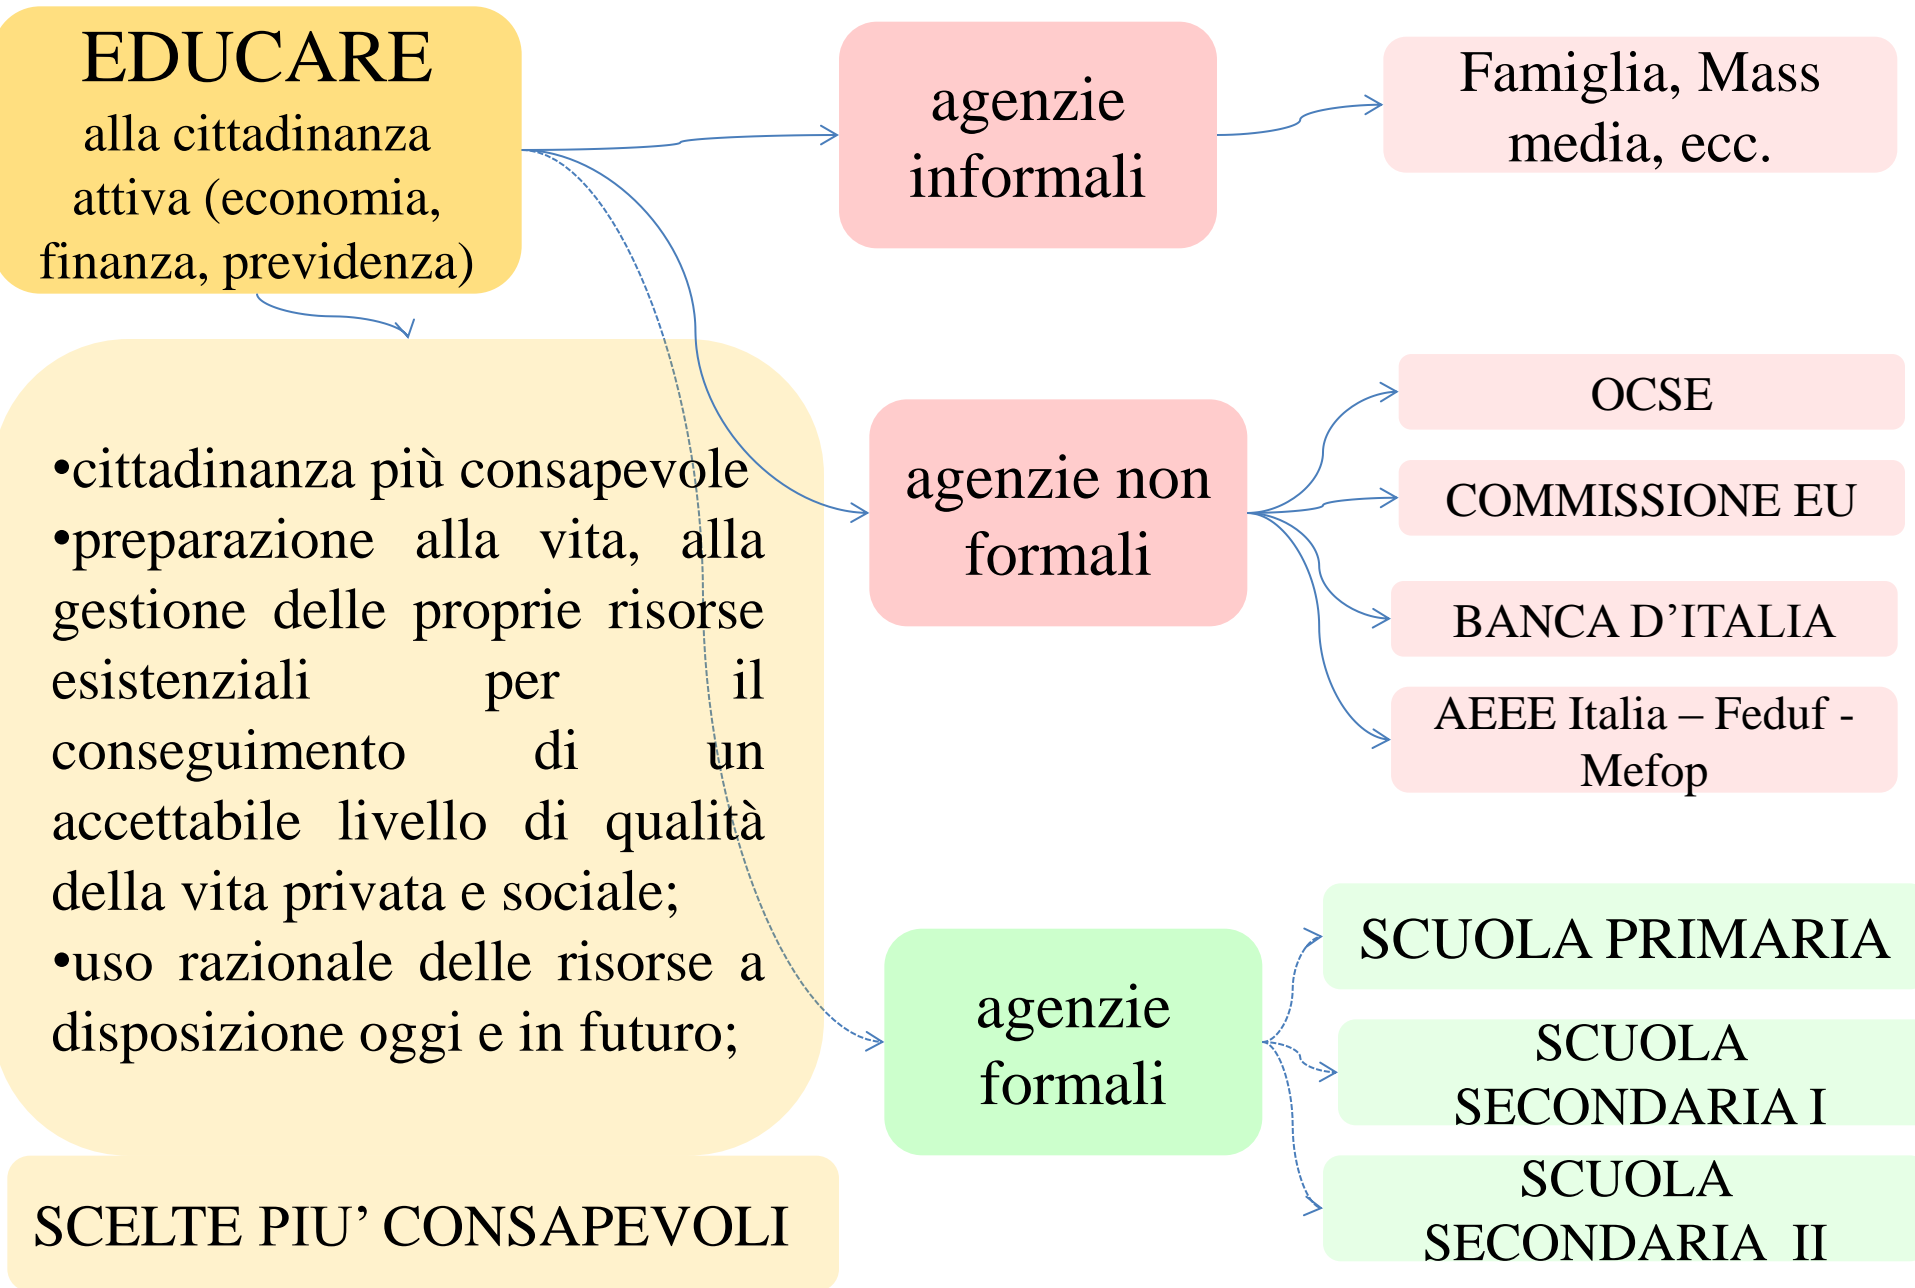 EDUCARE
alla cittadinanza
attiva (economia,
finanza, previdenza)
•cittadinanza più consapevole
•preparazione alla vita, alla
gestione delle proprie risorse
esistenziali per il
conseguimento di un
accettabile livello di qualità
della vita privata e sociale;
•uso razionale delle risorse a
disposizione oggi e in futuro;
SCELTE PIU’ CONSAPEVOLI
agenzie
informali
Famiglia, Mass
media, ecc.
agenzie non
formali
OCSE
COMMISSIONE EU
BANCA D’ITALIA
AEEE Italia – Feduf -
Mefop
agenzie
formali
SCUOLA PRIMARIA
SCUOLA
SECONDARIA I
SCUOLA
SECONDARIA II